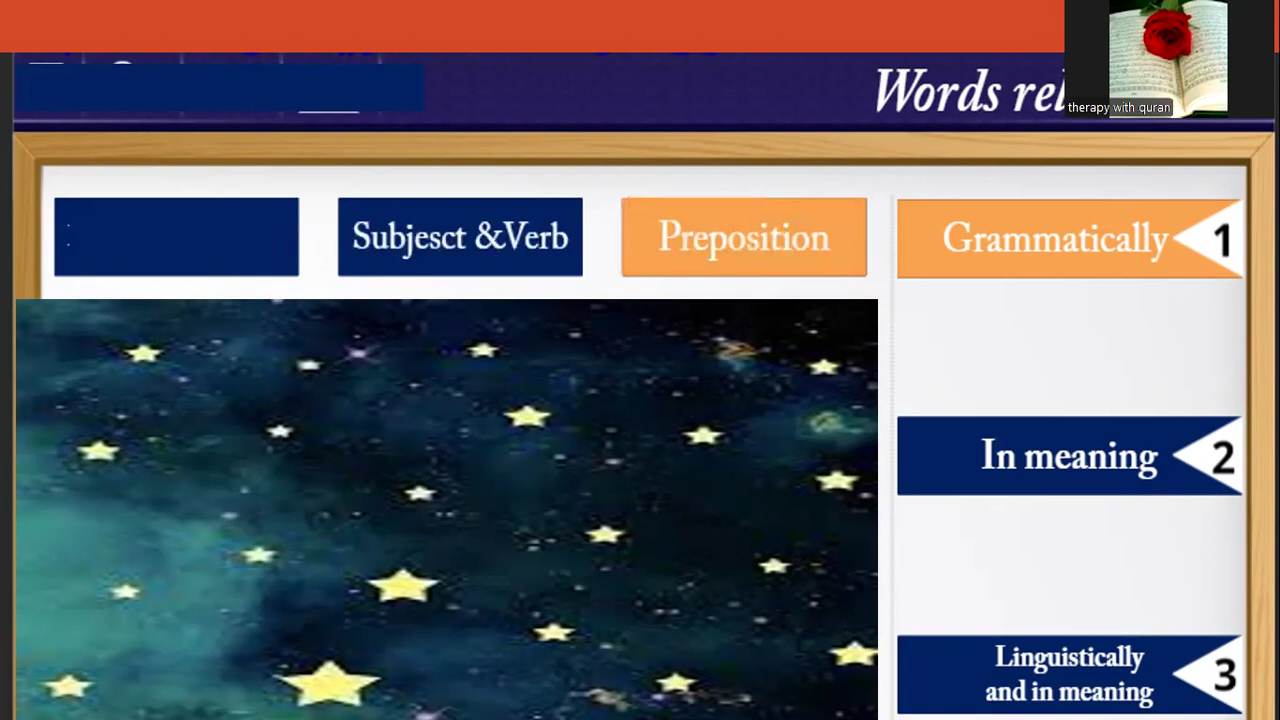 Words rel
therapy with quran
Subjesct &Verb
Preposition
Grammatically
1
In meaning
2
Linguistically
and in meaning
3